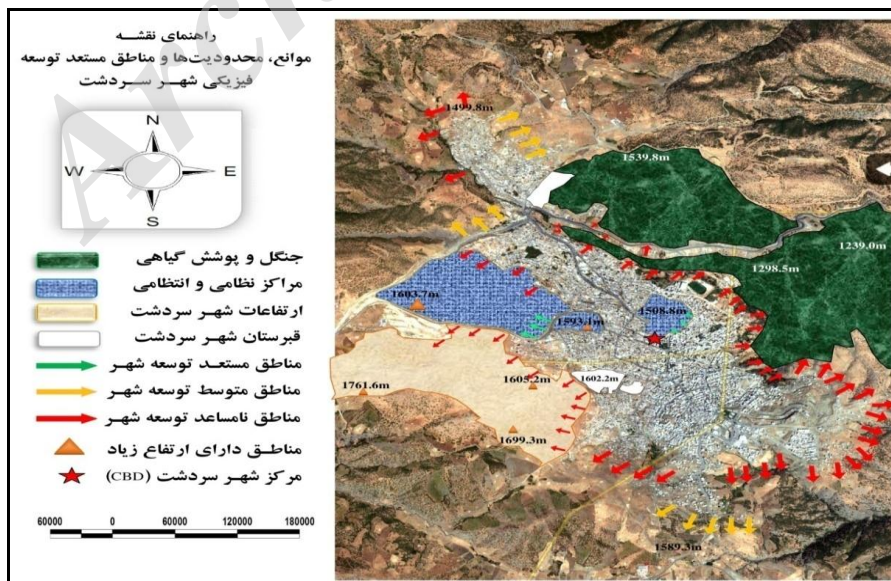 Arch
راهنمای نقشه
موانع، محدودیت‌ها و مناطق مستعد توسعه
فیزیکی شهر سردشت
N
W E
S
جنگل و پوشش گیاهی
مراکز نظامی و انتظامی
ارتفاعات شهر سردشت
قبرستان شهر سردشت
مناطق مستعد توسعه شهر
مناطق متوسط توسعه شهر
مناطق نامساعد توسعه شهر
مناطق دارای ارتفاع زیاد
مرکز شهر سردشت (CBD)
60000 0 60000 120000 180000
1499.8m
1539.8m
1239.0m
1298.5m
1603.7m
1593.1m
1508.8m
1761.6m
1605.2m
1602.2m
1699.3m
1589.3m